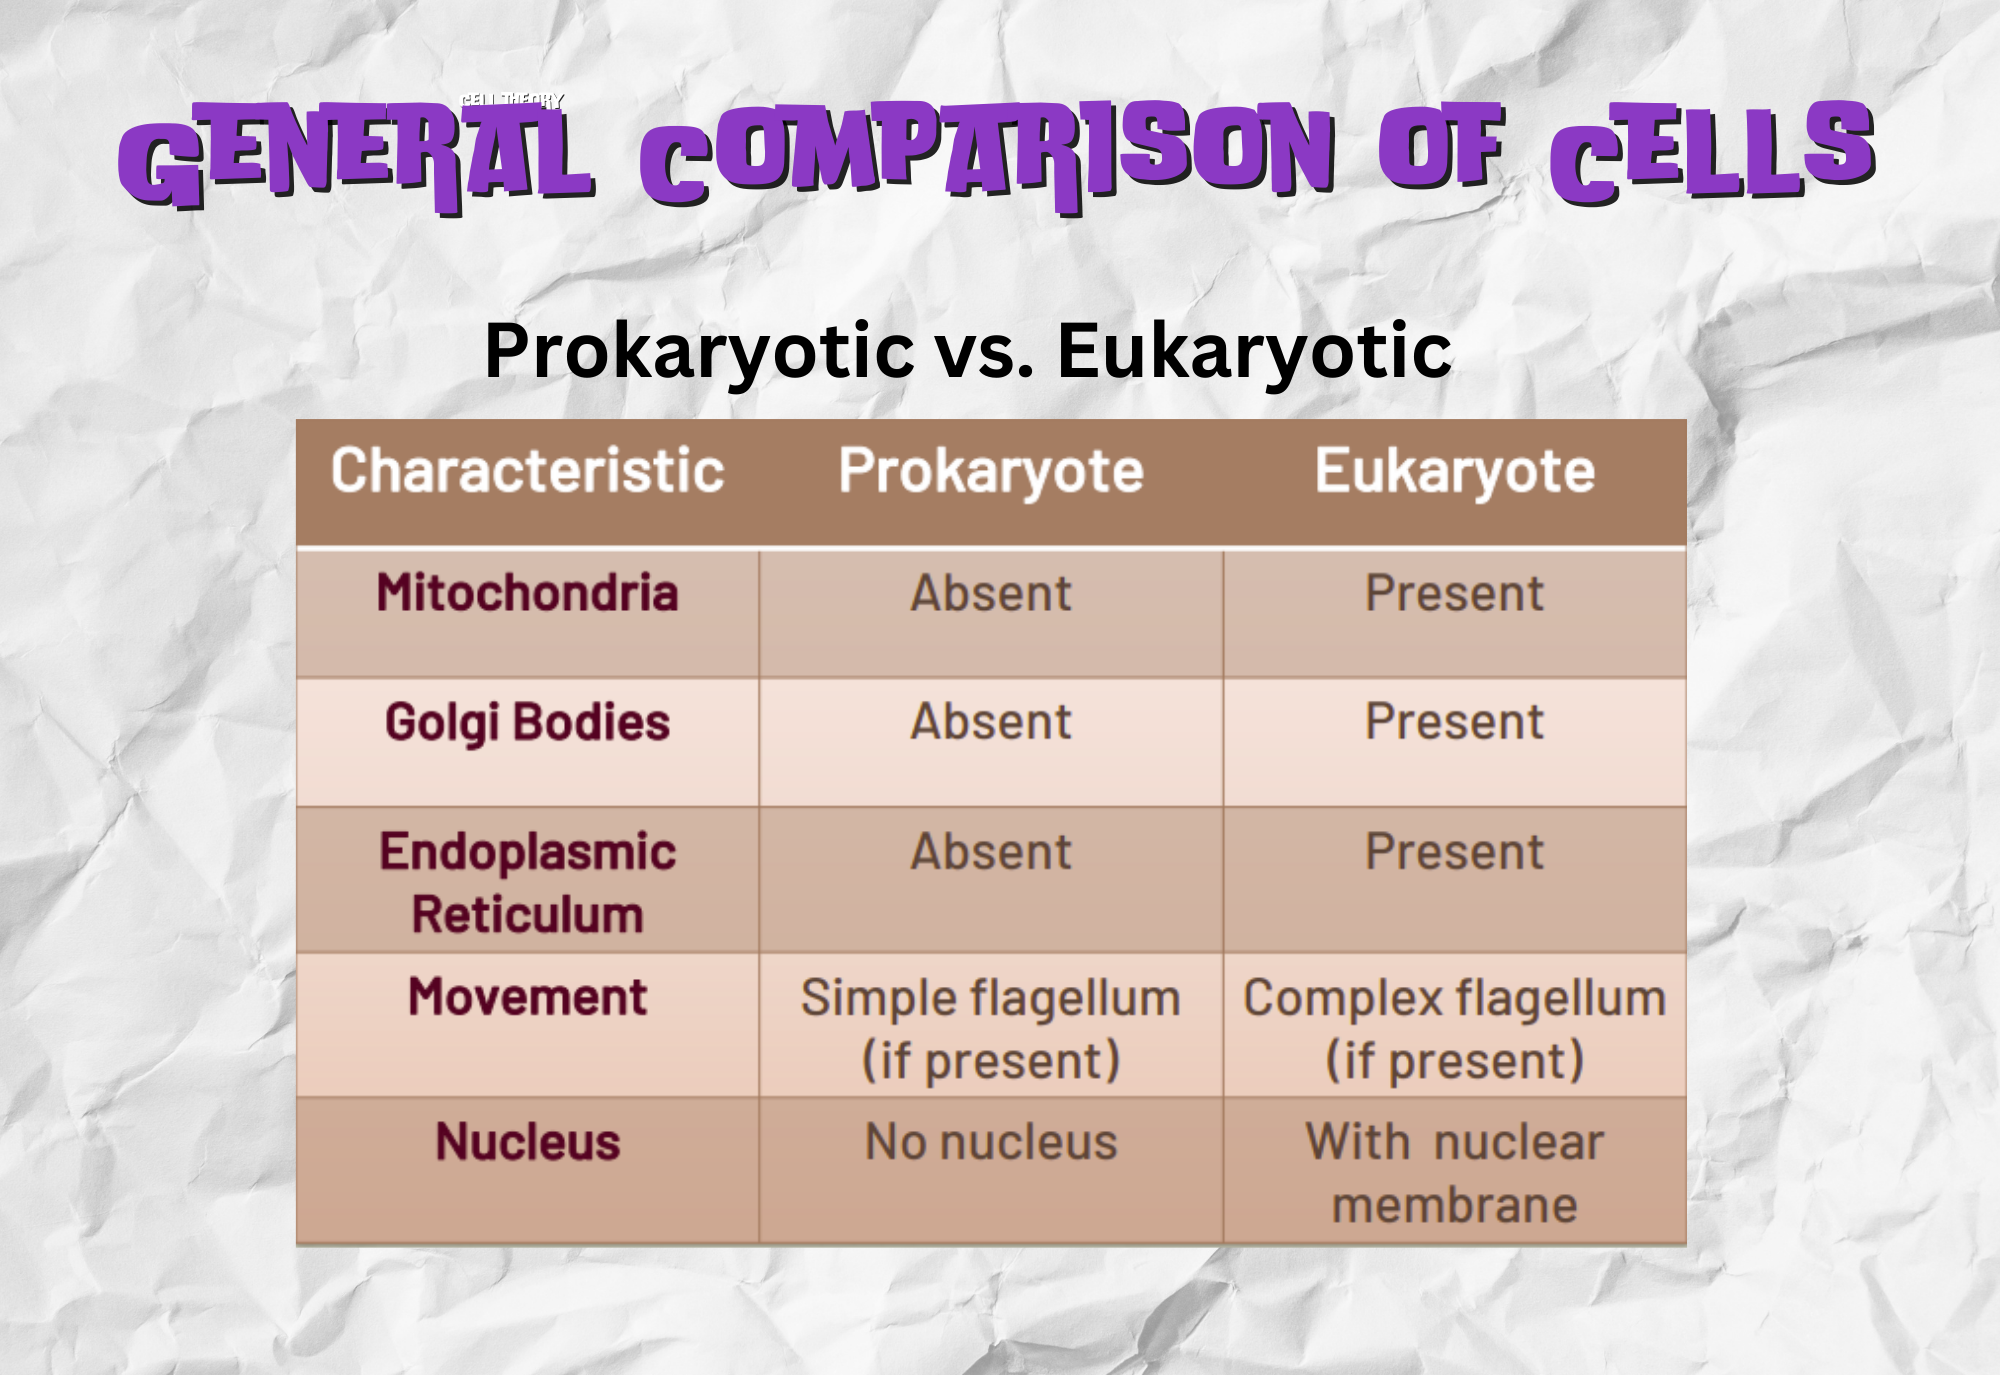 CELL THEORY
GENERAL COMPARISON OF CELLS
Prokaryotic vs. Eukaryotic
Characteristic Prokaryote Eukaryote
Mitochondria Absent Present
Golgi Bodies Absent Present
Endoplasmic Absent Present
Reticulum
Movement Simple flagellum Complex flagellum
(if present) (if present)
Nucleus No nucleus With nuclear
membrane